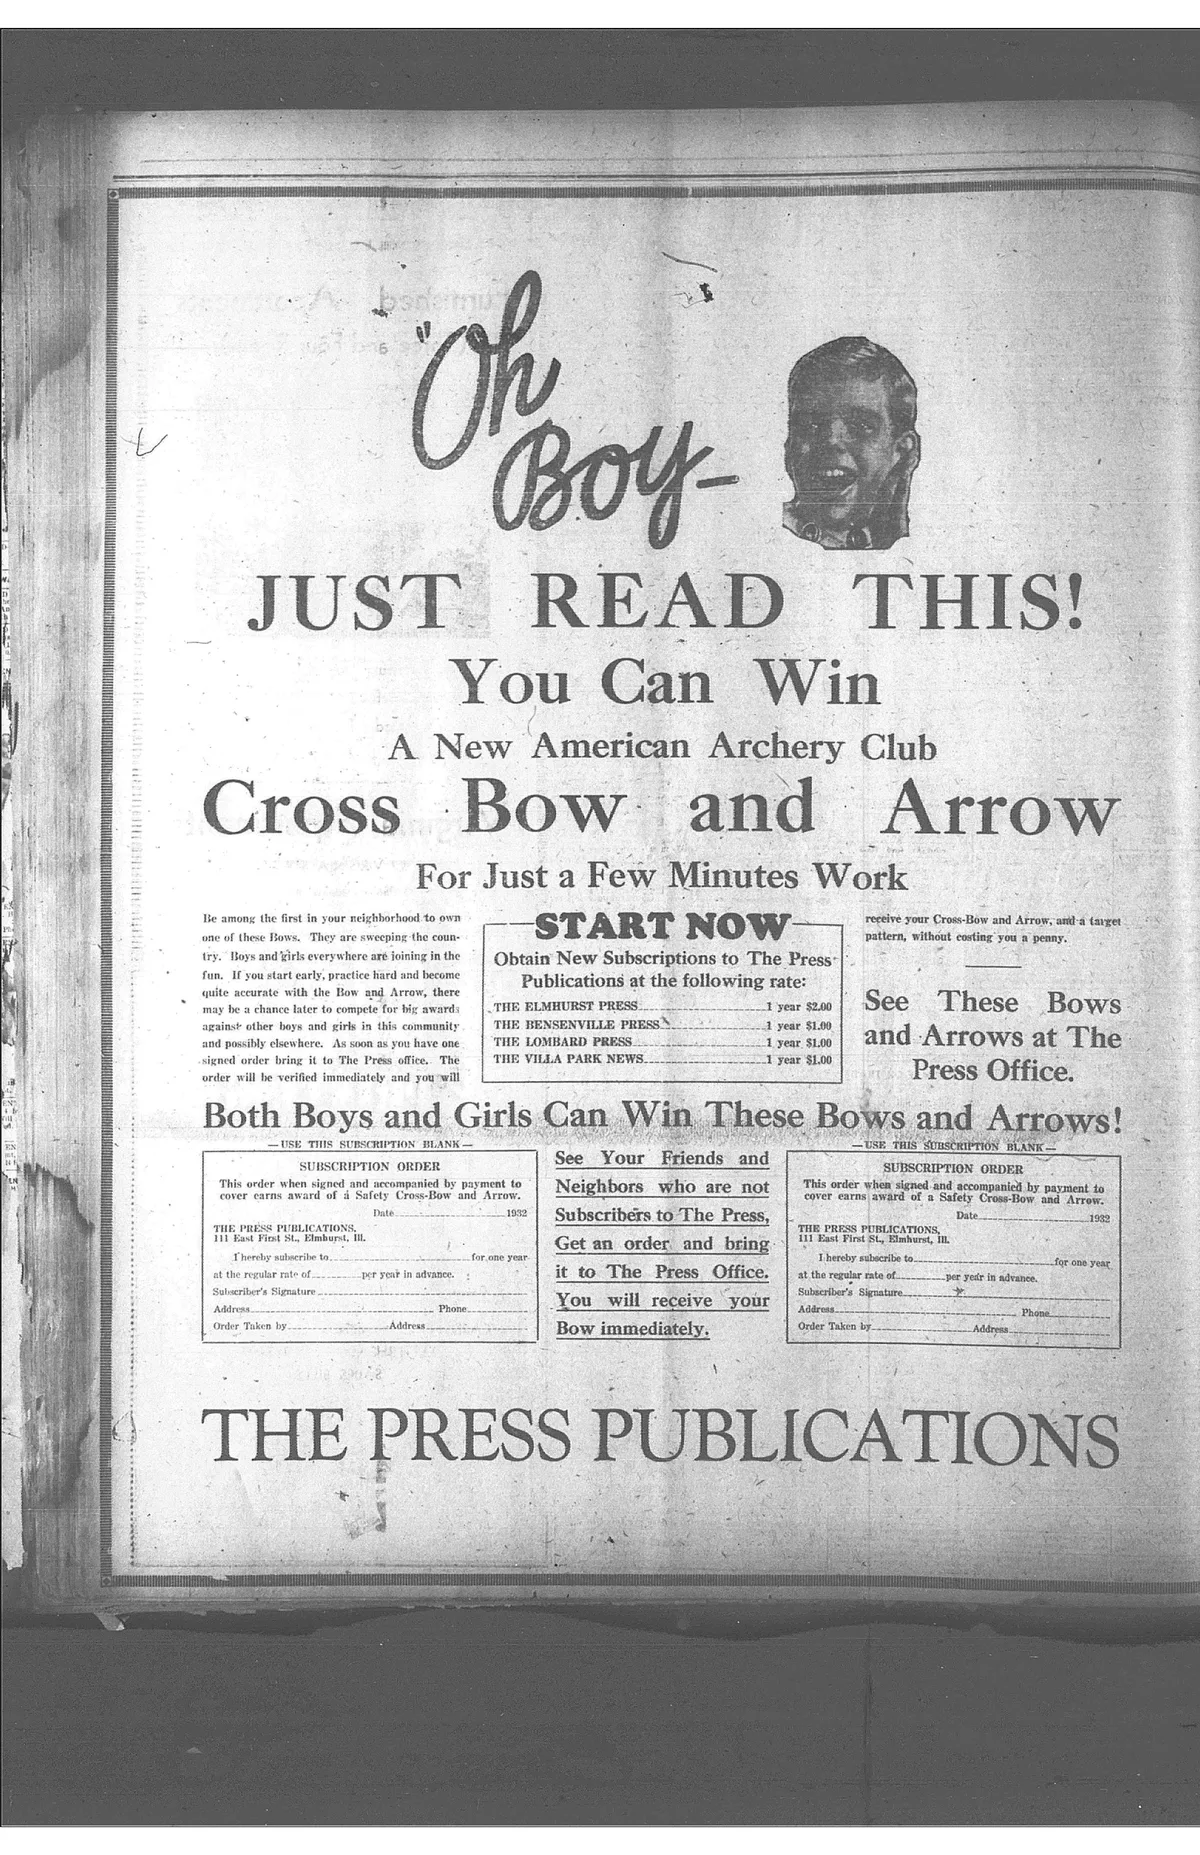 "Oh
Boy-
JUST READ THIS!
You Can Win
A New American Archery Club
Cross Bow and Arrow
For Just a Few Minutes Work
Be among the first in your neighborhood to own
one of these Bows. They are sweeping the coun-
try. Boys and girls everywhere are joining in the
fun. If you start early, practice hard and become
quite accurate with the Bow and Arrow, there
may be a chance later to compete for big awards
against other boys and girls in this community
and possibly elsewhere. As soon as you have one
signed order bring it to The Press office. The
order will be verified immediately and you will
START NOW
Obtain New Subscriptions to The Press
Publications at the following rate:
THE ELMHURST PRESS 1 year $2.00
THE BENSENVILLE PRESS 1 year $1.00
THE LOMBARD PRESS 1 year $1.00
THE VILLA PARK NEWS 1 year $1.00
receive your Cross-Bow and Arrow, and a target
pattern, without costing you a penny.
See These Bows
and Arrows at The
Press Office.
Both Boys and Girls Can Win These Bows and Arrows!
—USE THIS SUBSCRIPTION BLANK—
SUBSCRIPTION ORDER
This order when signed and accompanied by payment to
cover earns award of a Safety Cross-Bow and Arrow.
Date 1932
THE PRESS PUBLICATIONS,
111 East First St., Elmhurst, Ill.
I hereby subscribe to for one year
at the regular rate of per year in advance.
Subscriber's Signature
Address Phone
Order Taken by Address
See Your Friends and
Neighbors who are not
Subscribers to The Press,
Get an order and bring
it to The Press Office.
You will receive your
Bow immediately.
—USE THIS SUBSCRIPTION BLANK—
SUBSCRIPTION ORDER
This order when signed and accompanied by payment to
cover earns award of a Safety Cross-Bow and Arrow.
Date 1932
THE PRESS PUBLICATIONS,
111 East First St., Elmhurst, Ill.
I hereby subscribe to for one year
at the regular rate of per year in advance.
Subscriber's Signature
Address Phone
Order Taken by Address
THE PRESS PUBLICATIONS